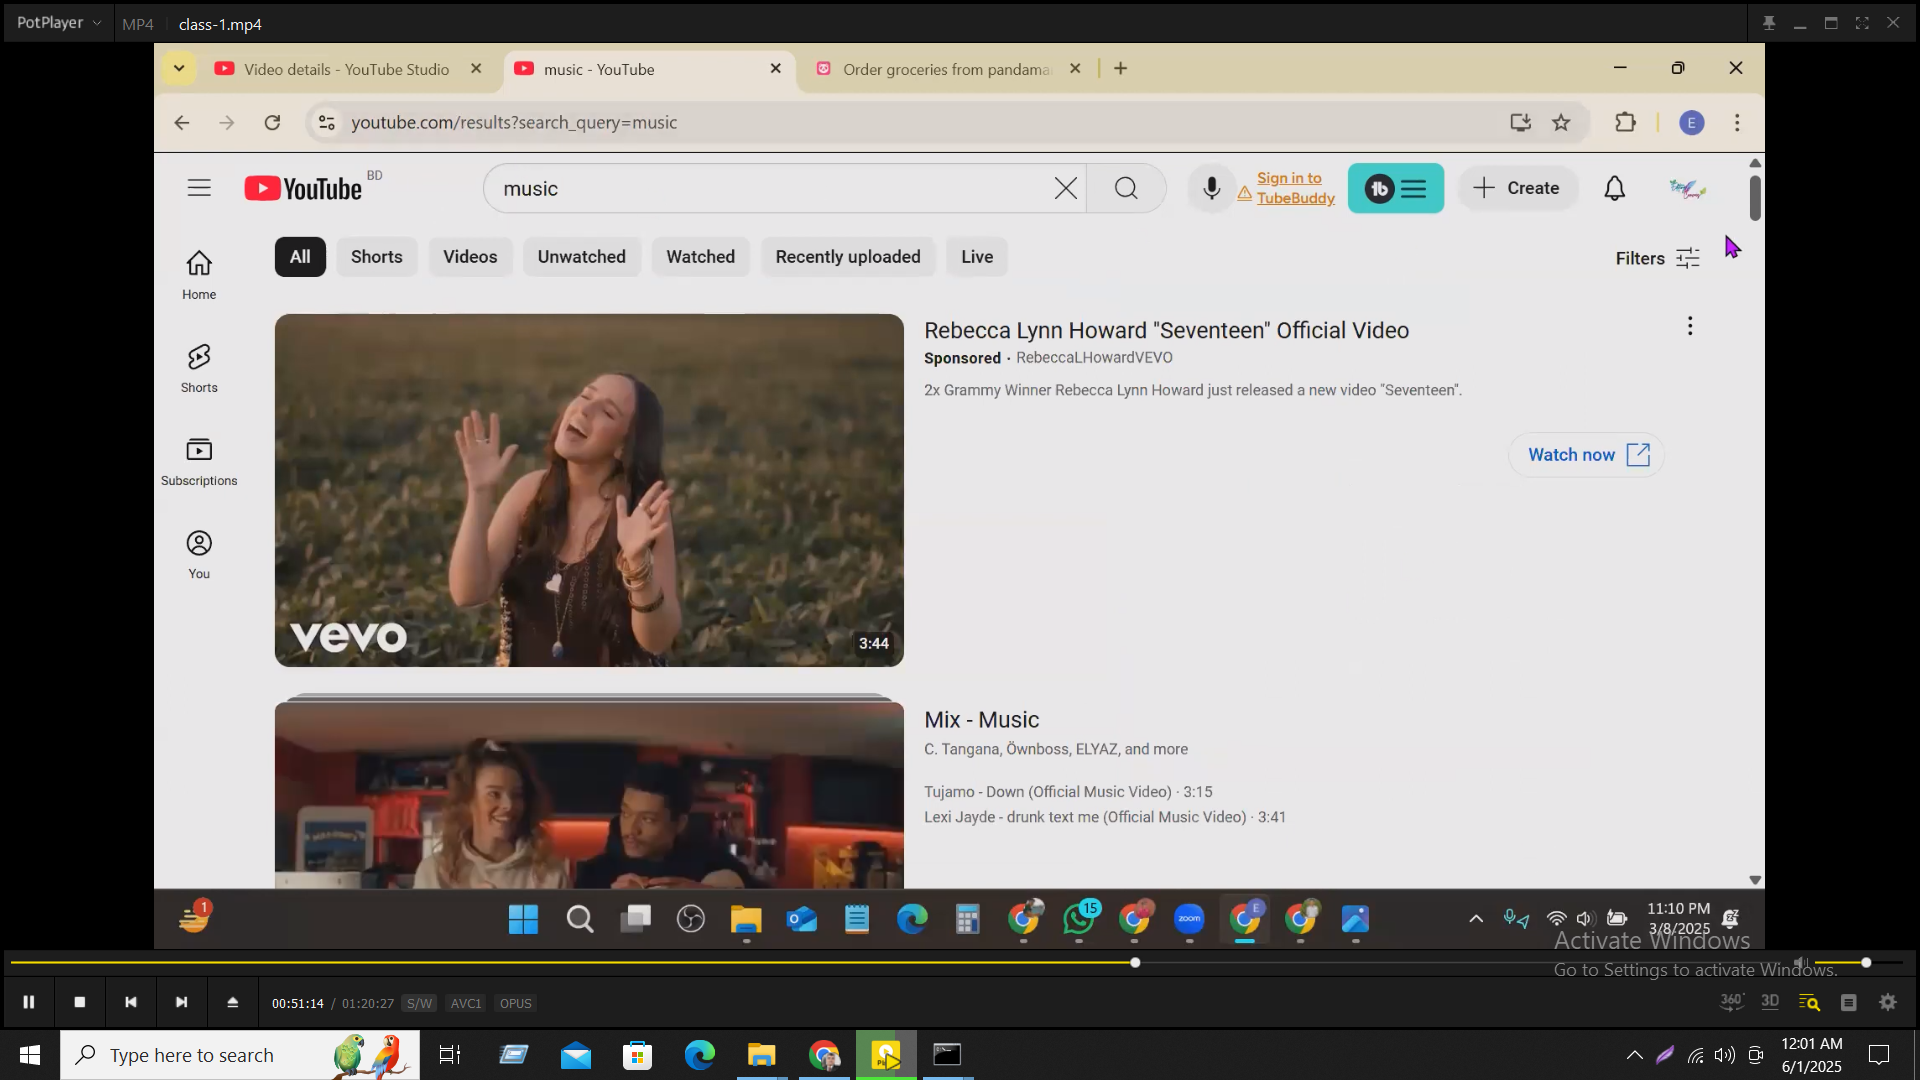 PotPlayer MP4 class-1.mp4
Video details - YouTube Studio music - YouTube Order groceries from pandama
youtube.com/results?search_query=music E
YouTube BD music Sign in to
TubeBuddy
tb Create
All Shorts Videos Unwatched Watched Recently uploaded Live Filters
Home
Shorts
Subscriptions
You
Rebecca Lynn Howard "Seventeen" Official Video
Sponsored · RebeccaLHowardVEVO
2x Grammy Winner Rebecca Lynn Howard just released a new video "Seventeen".
Watch now
vevo 3:44
Mix - Music
C. Tangana, Öwnboss, ELYAZ, and more
Tujamo - Down (Official Music Video) · 3:15
Lexi Jayde - drunk text me (Official Music Video) · 3:41
1 15 zoom E 11:10 PM
3/8/2025
Activate Windows
Go to Settings to activate Windows.
00:51:14 / 01:20:27 S/W AVC1 OPUS 360° 3D
Type here to search 12:01 AM
6/1/2025